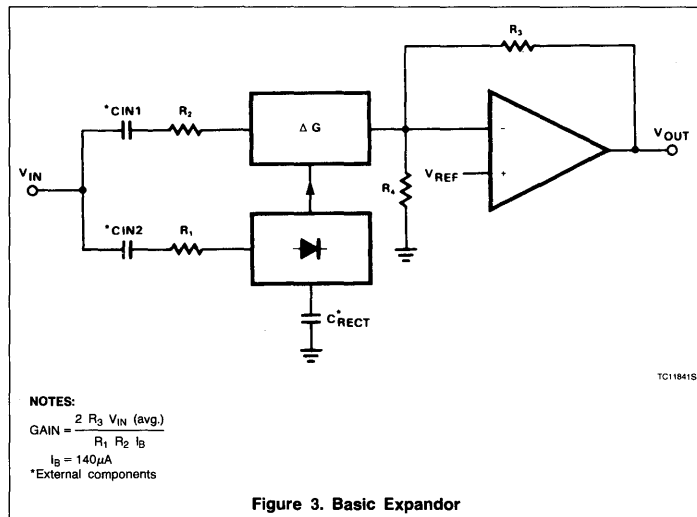 R3
*CIN1
R2
ΔG
VIN
VREF
R4
VOUT
-
+
*CIN2
R1
C*RECT
TC11841S
NOTES:
GAIN = 2 R3 VIN (avg.) / R1 R2 IB
IB = 140μA
*External components
Figure 3. Basic Expandor